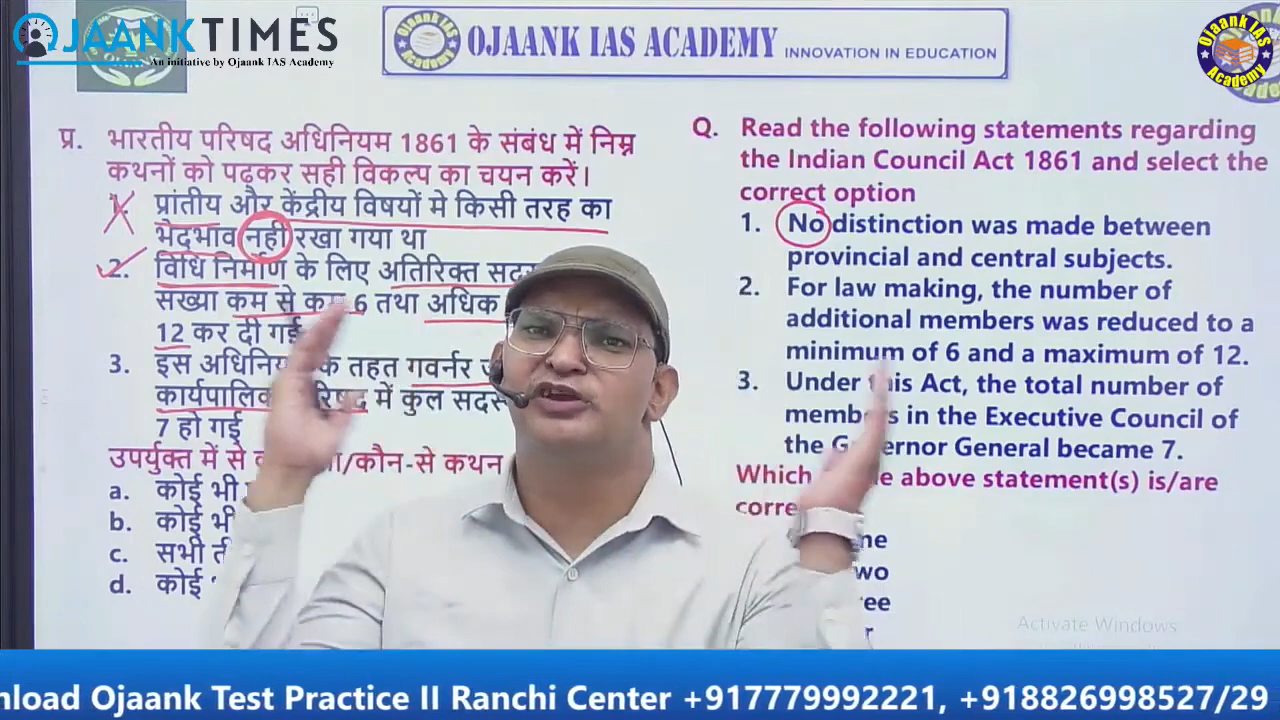 OJAANKTIMES
An initiative by Ojaank IAS Academy
OJAANK IAS ACADEMY INNOVATION IN EDUCATION
Ojaank IAS
Academy
प्र. भारतीय परिषद अधिनियम 1861 के संबंध में निम्न
कथनों को पढ़कर सही विकल्प का चयन करें।
प्रांतीय और केंद्रीय विषयों मे किसी तरह का
भेदभाव नही रखा गया था
2. विधि निर्माण के लिए अतिरिक्त
संख्या कम से कम 6 तथा अधिक
12 कर दी गई
3. इस अधिनियम के तहत गवर्नर
कार्यपालिका परिषद में कुल
7 हो गई
उपर्युक्त में से /कौन-से कथन
a. कोई भी
b. कोई भी
c. सभी
d. कोई
Q. Read the following statements regarding
the Indian Council Act 1861 and select the
correct option
1. No distinction was made between
provincial and central subjects.
2. For law making, the number of
additional members was reduced to a
minimum of 6 and a maximum of 12.
3. Under this Act, the total number of
members in the Executive Council of
the Governor General became 7.
Which above statement(s) is/are
Activate Windows
nload Ojaank Test Practice II Ranchi Center +917779992221, +918826998527/29